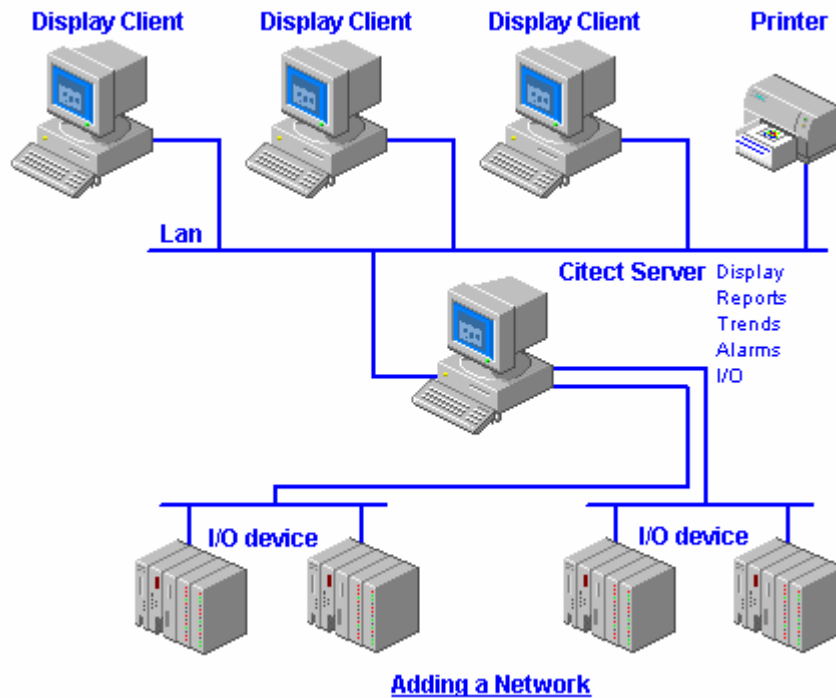 Display Client
Display Client
Display Client
Printer
Lan
Citect Server
Display
Reports
Trends
Alarms
I/O
I/O device
I/O device
Adding a Network